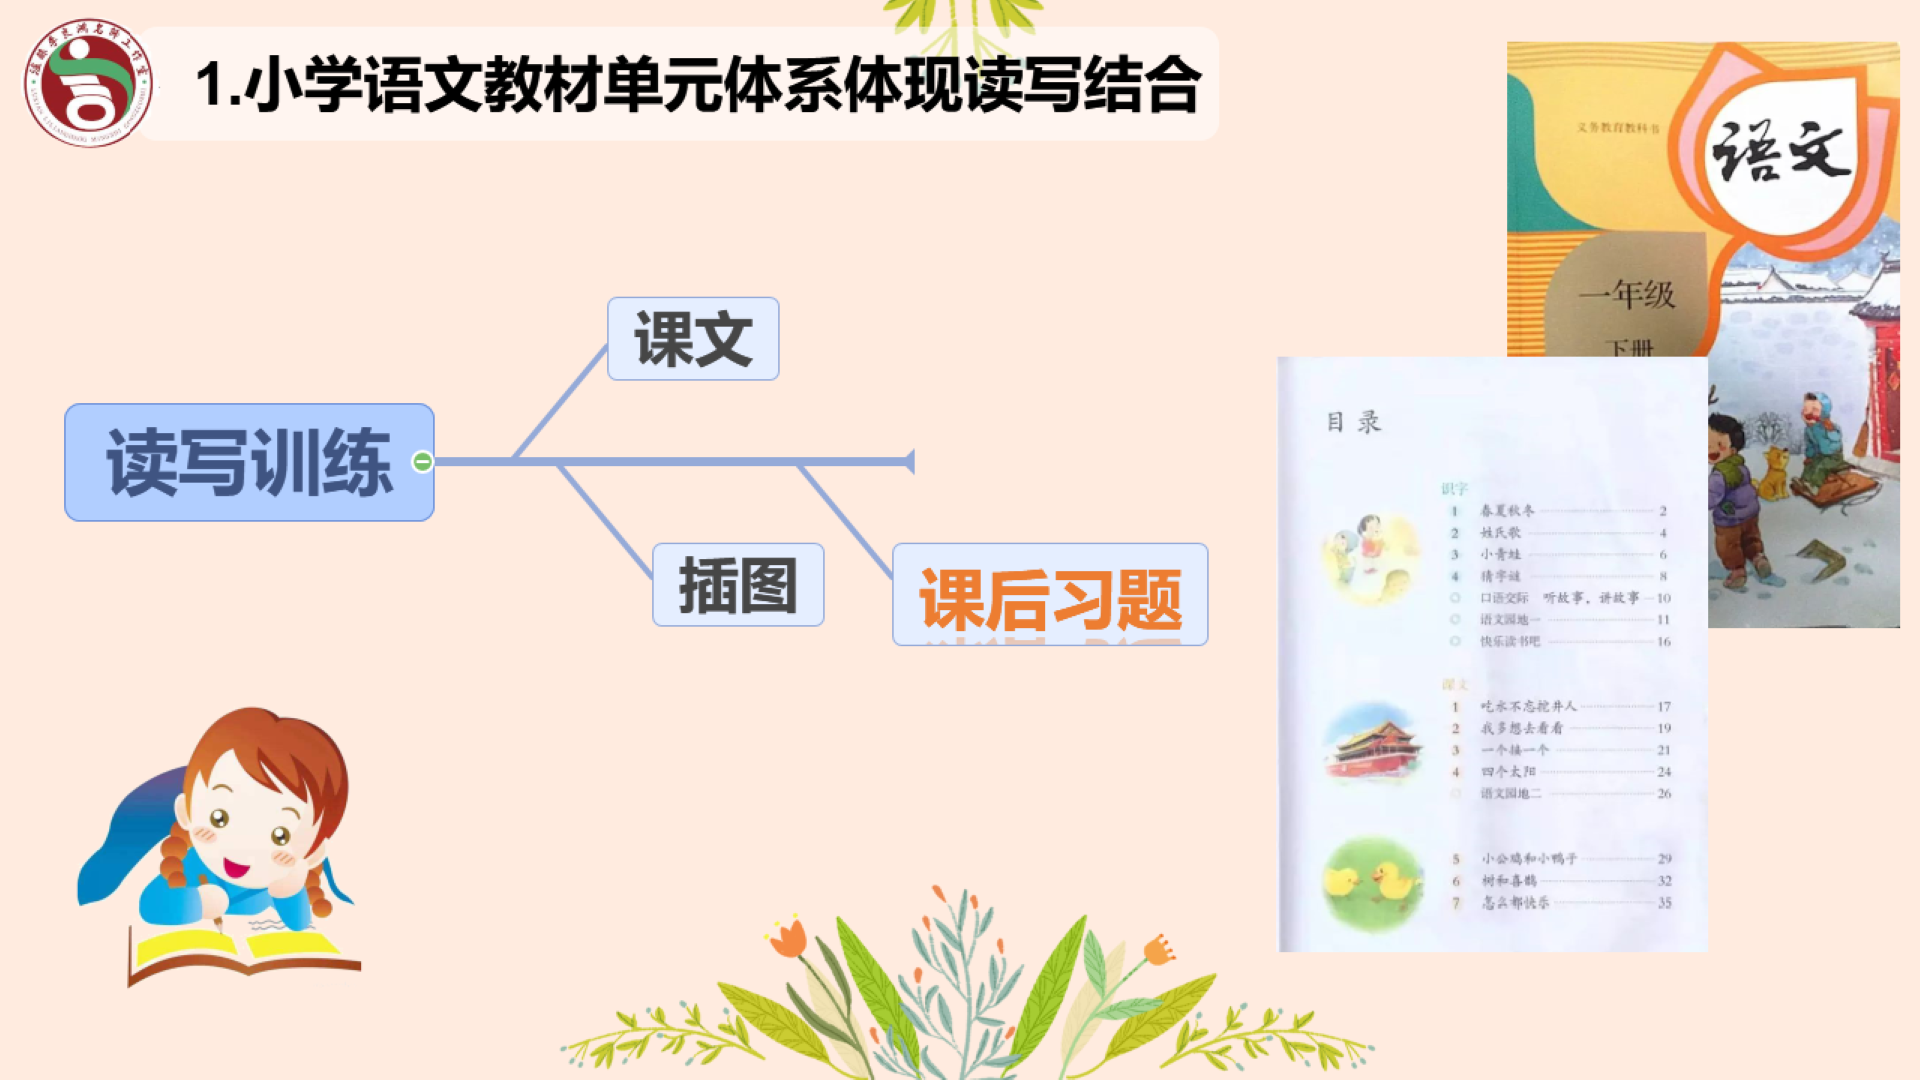 1.小学语文教材单元体系体现读写结合
读写训练
课文
插图
课后习题
义务教育教科书
语文
一年级
下册
目 录
识字
1 春夏秋冬 2
2 姓氏歌 4
3 小青蛙 6
4 猜字谜 8
口语交际 听故事，讲故事 10
语文园地一 11
快乐读书吧 16
课文
1 吃水不忘挖井人 17
2 我多想去看看 19
3 一个接一个 21
4 四个太阳 24
语文园地二 26
5 小公鸡和小鸭子 29
6 树和喜鹊 32
7 怎么都快乐 35